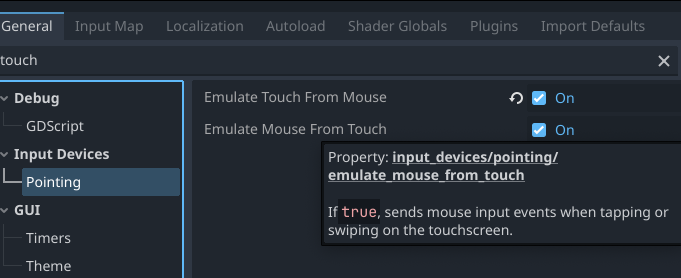 General Input Map Localization Autoload Shader Globals Plugins Import Defaults
touch
Debug
GDScript
Input Devices
Pointing
GUI
Timers
Theme
Emulate Touch From Mouse On
Emulate Mouse From Touch On
Property: input_devices/pointing/
emulate_mouse_from_touch
If true, sends mouse input events when tapping or
swiping on the touchscreen.